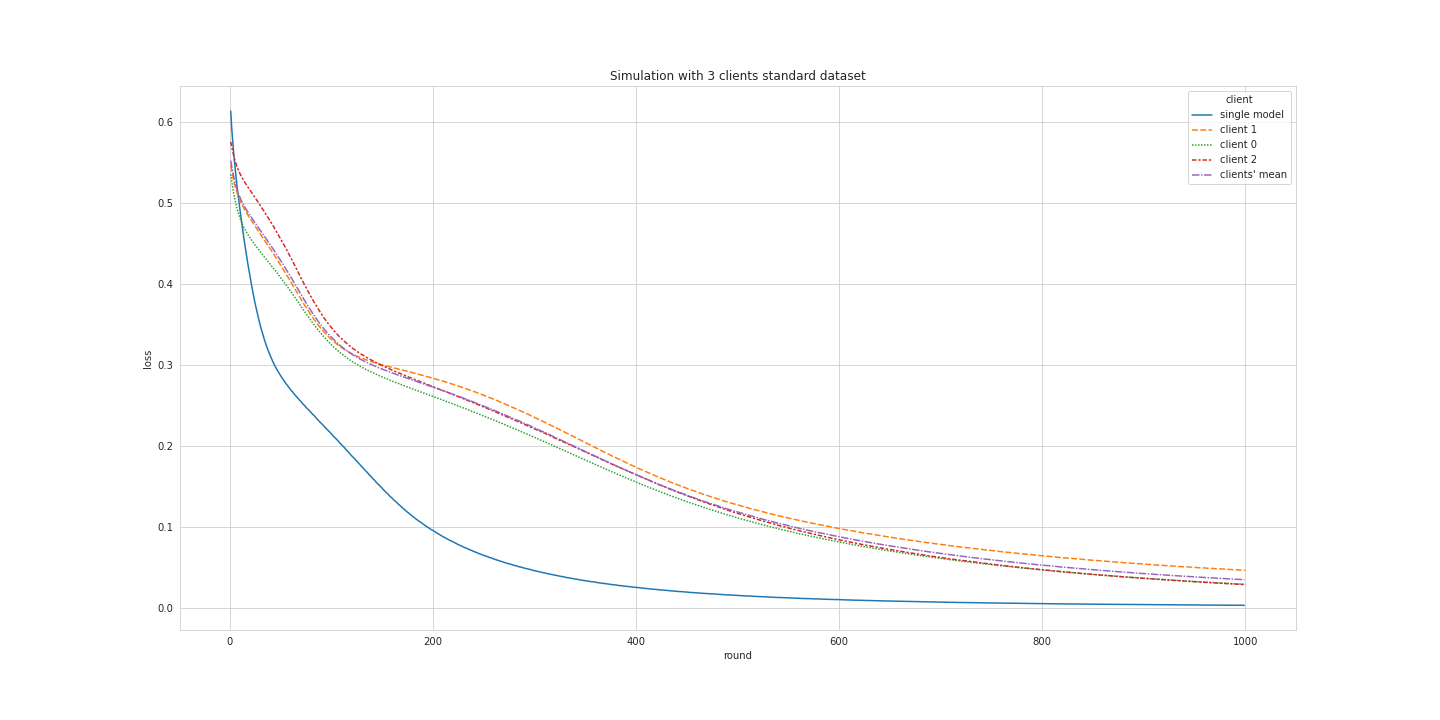 Simulation with 3 clients standard dataset
client
single model
client 1
client 0
client 2
clients' mean
loss
0.6
0.5
0.4
0.3
0.2
0.1
0.0
0 200 400 600 800 1000
round